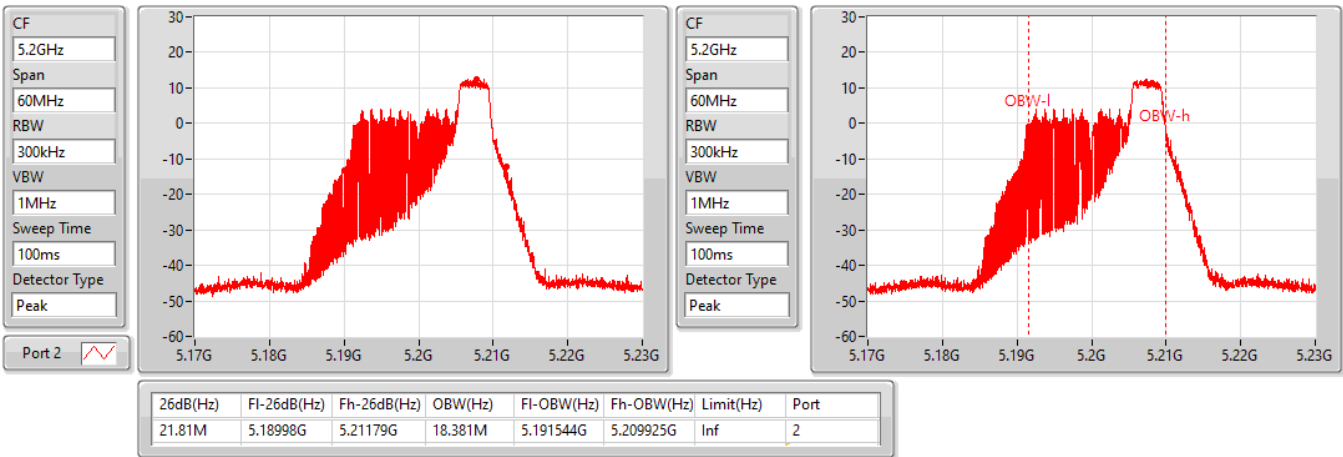 CF
5.2GHz
Span
60MHz
RBW
300kHz
VBW
1MHz
Sweep Time
100ms
Detector Type
Peak
Port 2
30
20
10
0
-10
-20
-30
-40
-50
-60
5.17G 5.18G 5.19G 5.2G 5.21G 5.22G 5.23G
CF
5.2GHz
Span
60MHz
RBW
300kHz
VBW
1MHz
Sweep Time
100ms
Detector Type
Peak
30
20
10
0
-10
-20
-30
-40
-50
-60
OBW-l
OBW-h
5.17G 5.18G 5.19G 5.2G 5.21G 5.22G 5.23G
26dB(Hz) Fl-26dB(Hz) Fh-26dB(Hz) OBW(Hz) Fl-OBW(Hz) Fh-OBW(Hz) Limit(Hz) Port
21.81M 5.18998G 5.21179G 18.381M 5.191544G 5.209925G Inf 2